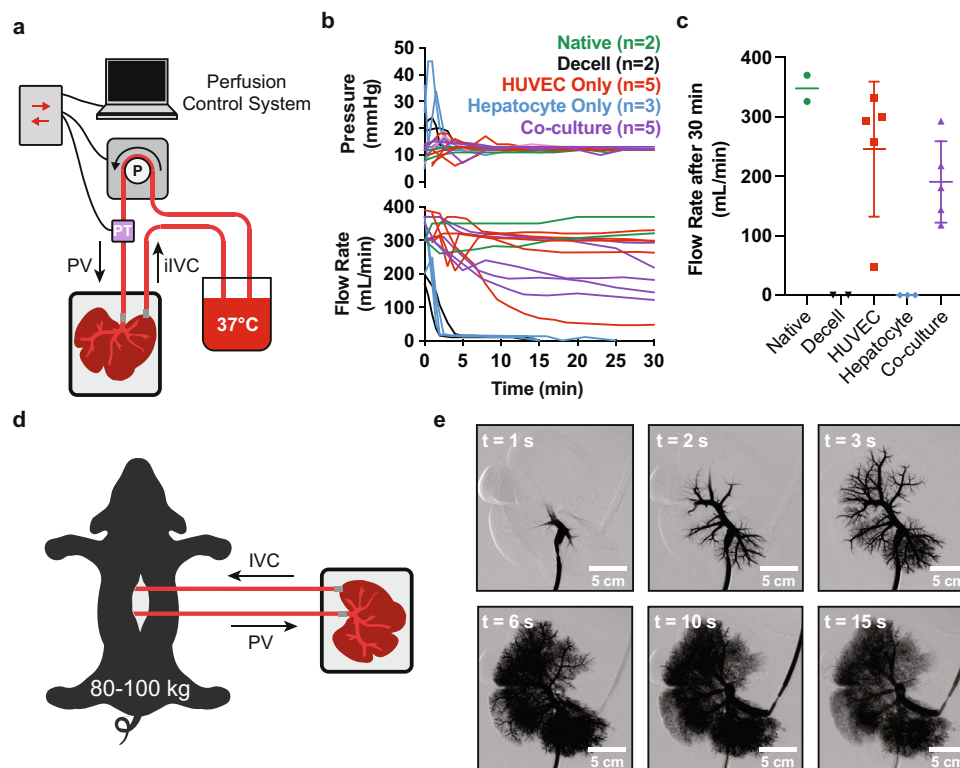 a
Perfusion
Control System
P
PT
PV
iIVC
37°C
b
Native (n=2)
Decell (n=2)
HUVEC Only (n=5)
Hepatocyte Only (n=3)
Co-culture (n=5)
Pressure
(mmHg)
50
40
30
20
10
0
Flow Rate
(mL/min)
400
300
200
100
0
0 5 10 15 20 25 30
Time (min)
c
Flow Rate after 30 min
(mL/min)
400
300
200
100
0
Native
Decell
HUVEC
Hepatocyte
Co-culture
d
IVC
PV
80-100 kg
e
t = 1 s
5 cm
t = 2 s
5 cm
t = 3 s
5 cm
t = 6 s
5 cm
t = 10 s
5 cm
t = 15 s
5 cm